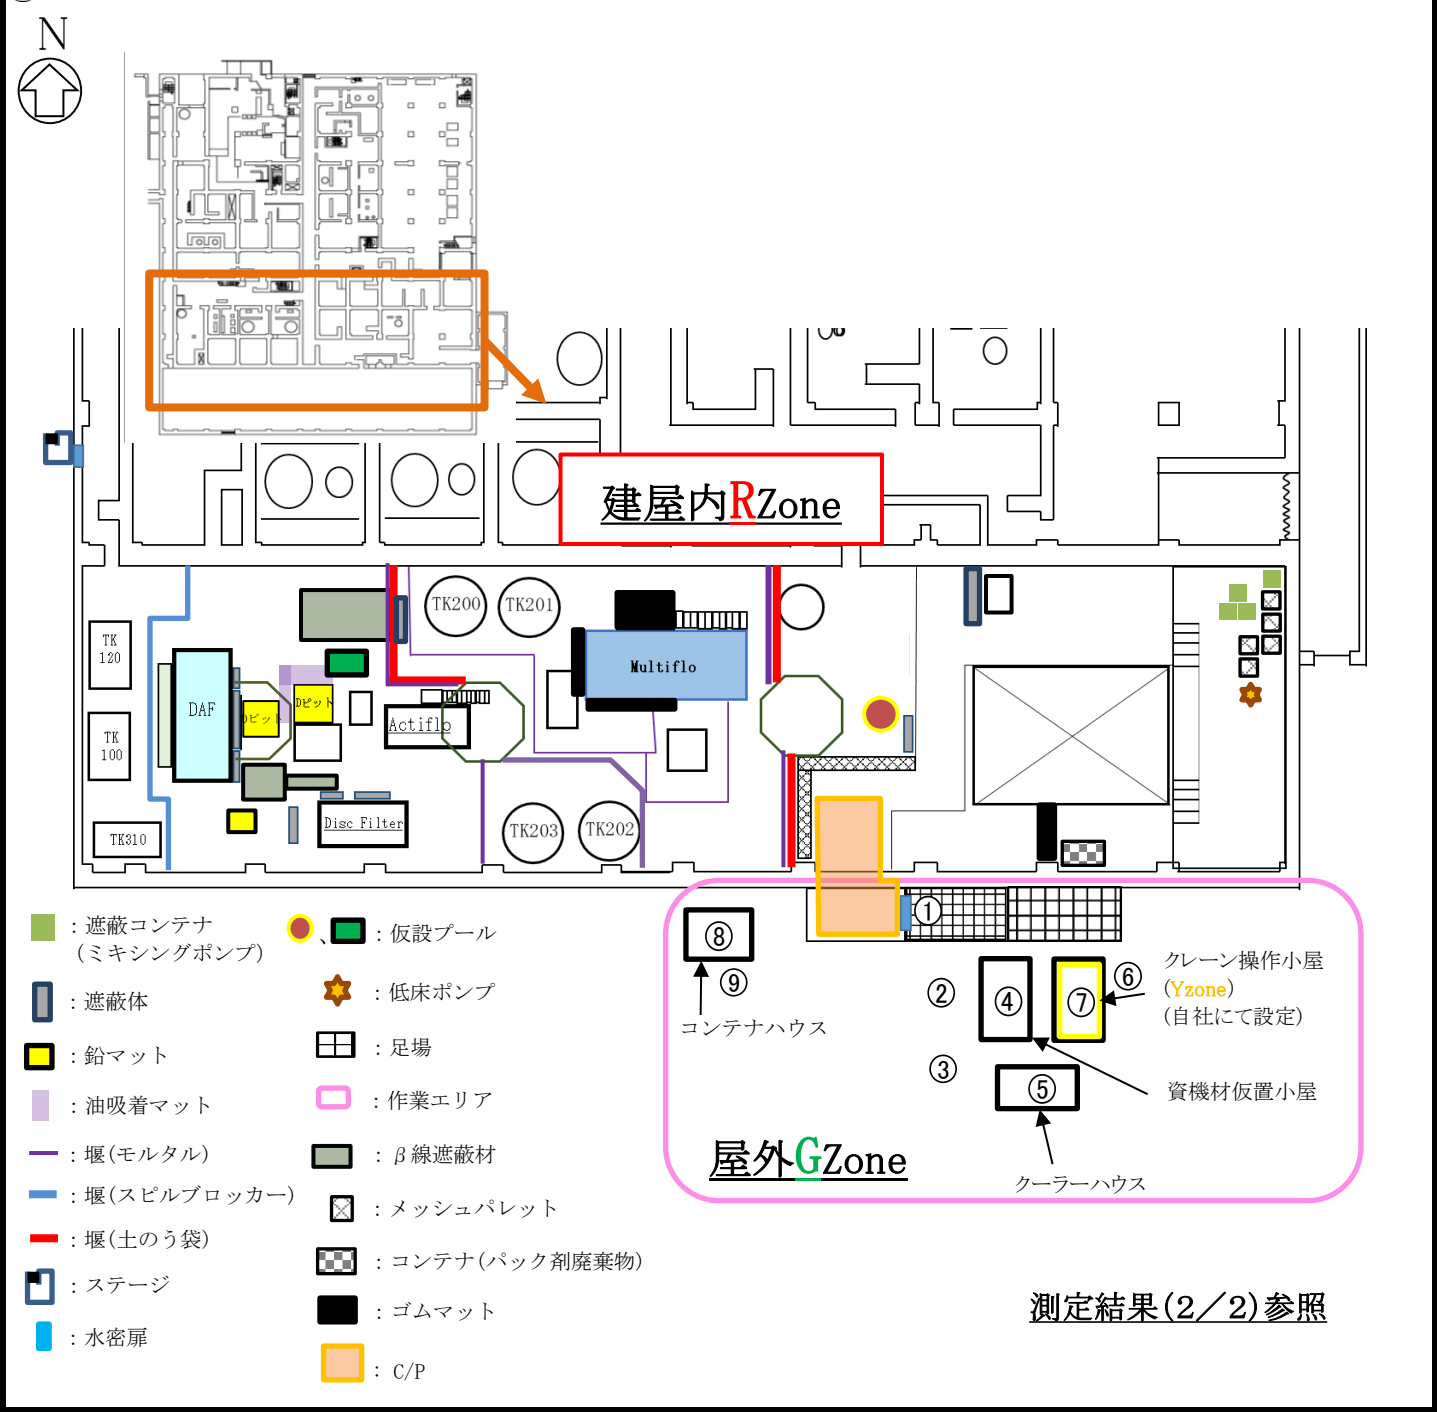 N
建屋内RZone
TK200
TK201
Multiflo
TK
120
DAF
Dピット
Dピット
TK
100
Actiflo
TK203
TK202
Disc Filter
TK310
①
②
③
④
⑤
⑥
⑦
⑧
⑨
コンテナハウス
クレーン操作小屋
(Yzone)
(自社にて設定)
資機材仮置小屋
クーラーハウス
屋外GZone
測定結果(2／2)参照
：遮蔽コンテナ
(ミキシングポンプ)
：遮蔽体
：鉛マット
：油吸着マット
：堰(モルタル)
：堰(スピルブロッカー)
：堰(土のう袋)
：ステージ
：水密扉
、：仮設プール
：低床ポンプ
：足場
：作業エリア
：β線遮蔽材
：メッシュパレット
：コンテナ(パック剤廃棄物)
：ゴムマット
：C/P